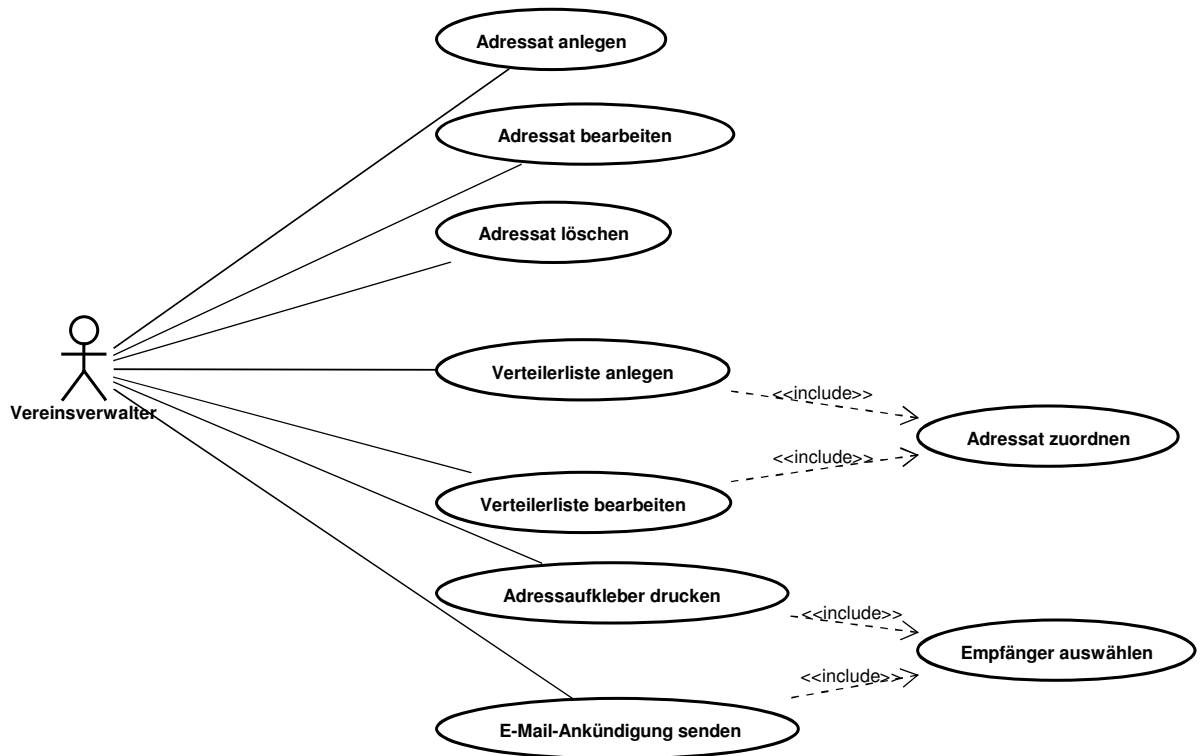 Adressat anlegen
Adressat bearbeiten
Adressat löschen
Vereinsverwalter
Verteilerliste anlegen
<<include>>
Adressat zuordnen
<<include>>
Verteilerliste bearbeiten
Adressaufkleber drucken
<<include>>
Empfänger auswählen
<<include>>
E-Mail-Ankündigung senden